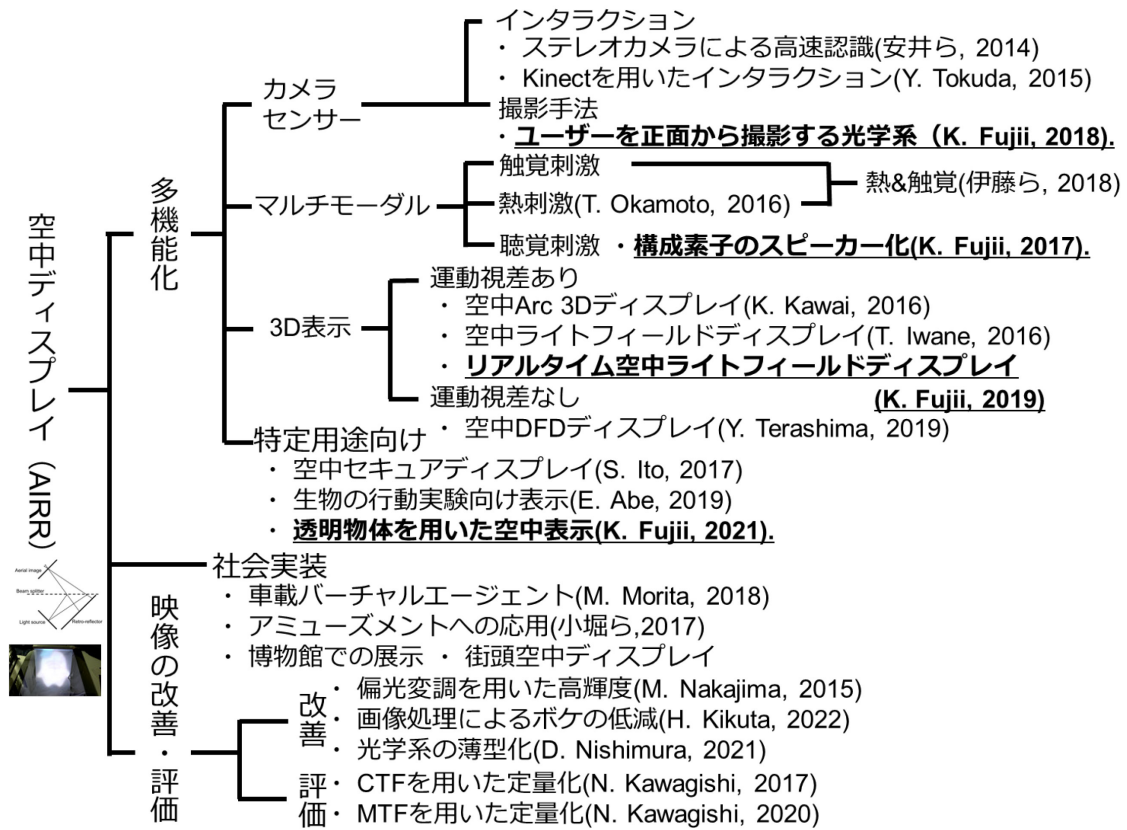 空中ディスプレイ（AIRR）
Aerial image
Beam splitter
Light source
Retro-reflector
多機能化
カメラ
センサー
インタラクション
・ ステレオカメラによる高速認識(安井ら, 2014)
・ Kinectを用いたインタラクション(Y. Tokuda, 2015)
撮影手法
・ユーザーを正面から撮影する光学系（K. Fujii, 2018).
マルチモーダル
触覚刺激
熱刺激(T. Okamoto, 2016)
熱&触覚(伊藤ら, 2018)
聴覚刺激 ・構成素子のスピーカー化(K. Fujii, 2017).
3D表示
運動視差あり
・ 空中Arc 3Dディスプレイ(K. Kawai, 2016)
・ 空中ライトフィールドディスプレイ(T. Iwane, 2016)
・ リアルタイム空中ライトフィールドディスプレイ
(K. Fujii, 2019)
運動視差なし
・ 空中DFDディスプレイ(Y. Terashima, 2019)
特定用途向け
・ 空中セキュアディスプレイ(S. Ito, 2017)
・ 生物の行動実験向け表示(E. Abe, 2019)
・ 透明物体を用いた空中表示(K. Fujii, 2021).
社会実装
・ 車載バーチャルエージェント(M. Morita, 2018)
・ アミューズメントへの応用(小堀ら,2017)
・ 博物館での展示 ・ 街頭空中ディスプレイ
映像の改善・評価
改善
・ 偏光変調を用いた高輝度(M. Nakajima, 2015)
・ 画像処理によるボケの低減(H. Kikuta, 2022)
・ 光学系の薄型化(D. Nishimura, 2021)
評価
・ CTFを用いた定量化(N. Kawagishi, 2017)
・ MTFを用いた定量化(N. Kawagishi, 2020)